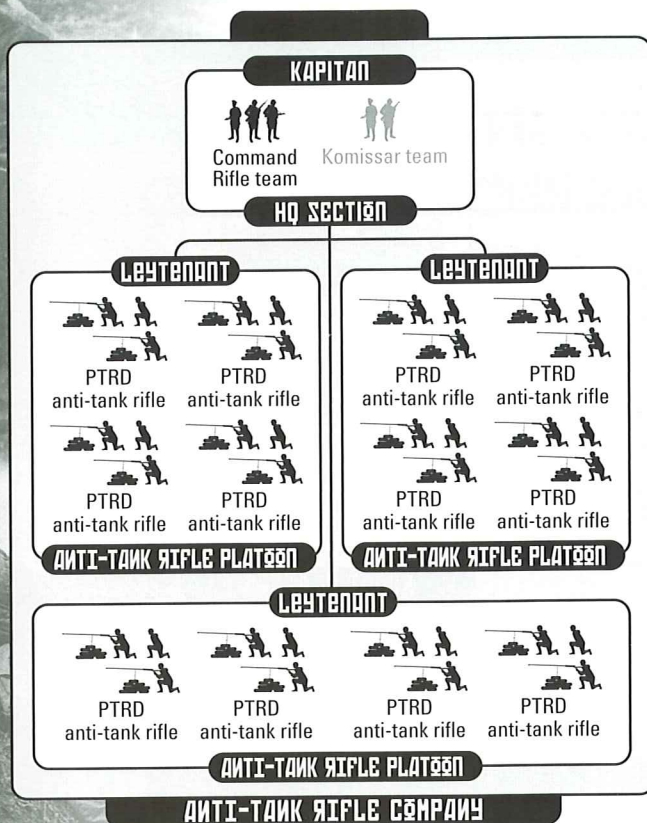 KAPITAN
Command Komissar team
Rifle team
HQ SECTION
LEYTENANT
PTRD PTRD
anti-tank rifle anti-tank rifle
PTRD PTRD
anti-tank rifle anti-tank rifle
ANTI-TANK RIFLE PLATOON
LEYTENANT
PTRD PTRD
anti-tank rifle anti-tank rifle
PTRD PTRD
anti-tank rifle anti-tank rifle
ANTI-TANK RIFLE PLATOON
LEYTENANT
PTRD PTRD PTRD PTRD
anti-tank rifle anti-tank rifle anti-tank rifle anti-tank rifle
ANTI-TANK RIFLE PLATOON
ANTI-TANK RIFLE COMPANY